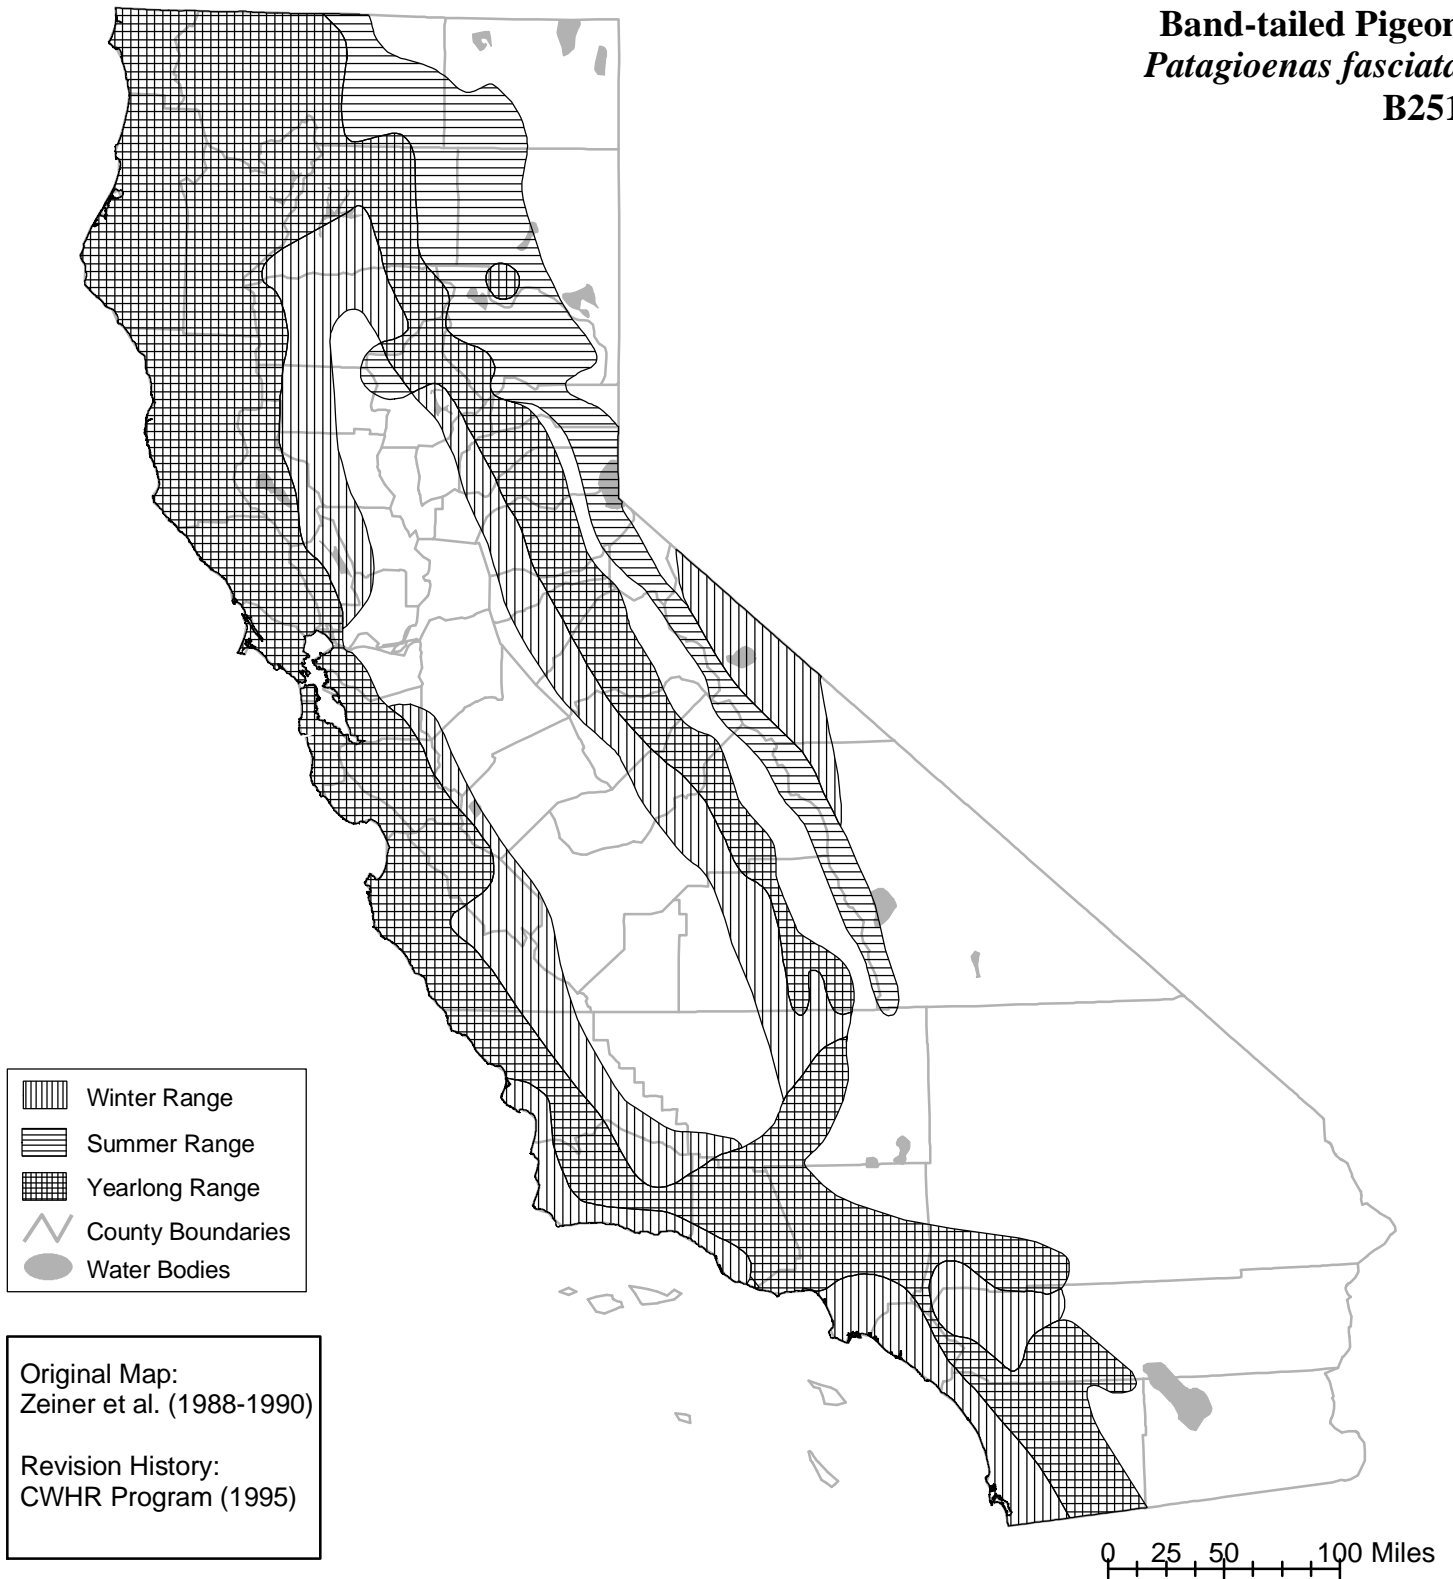 Band-tailed Pigeon
Patagioenas fasciata
B251
Winter Range
Summer Range
Yearlong Range
County Boundaries
Water Bodies
Original Map:
Zeiner et al. (1988-1990)
Revision History:
CWHR Program (1995)
0 25 50 100 Miles